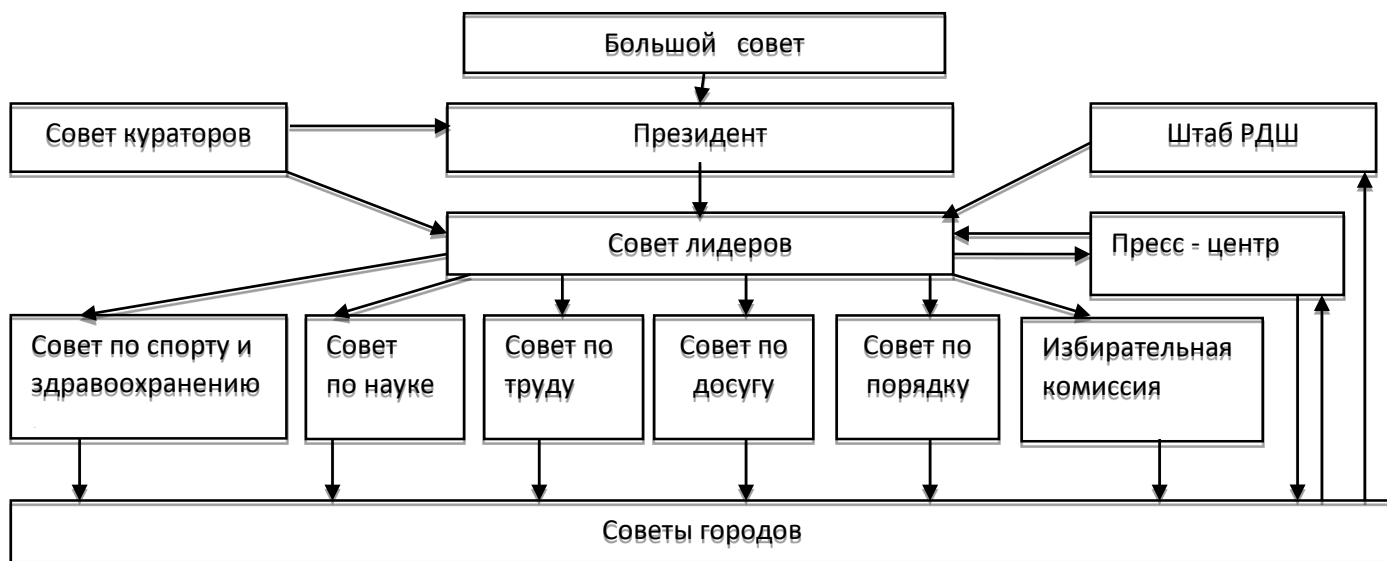 Большой совет
Совет кураторов
Президент
Штаб РДШ
Совет лидеров
Пресс - центр
Совет по спорту и
здравоохранению
Совет
по науке
Совет по
труду
Совет по
досугу
Совет по
порядку
Избирательная
комиссия
Советы городов